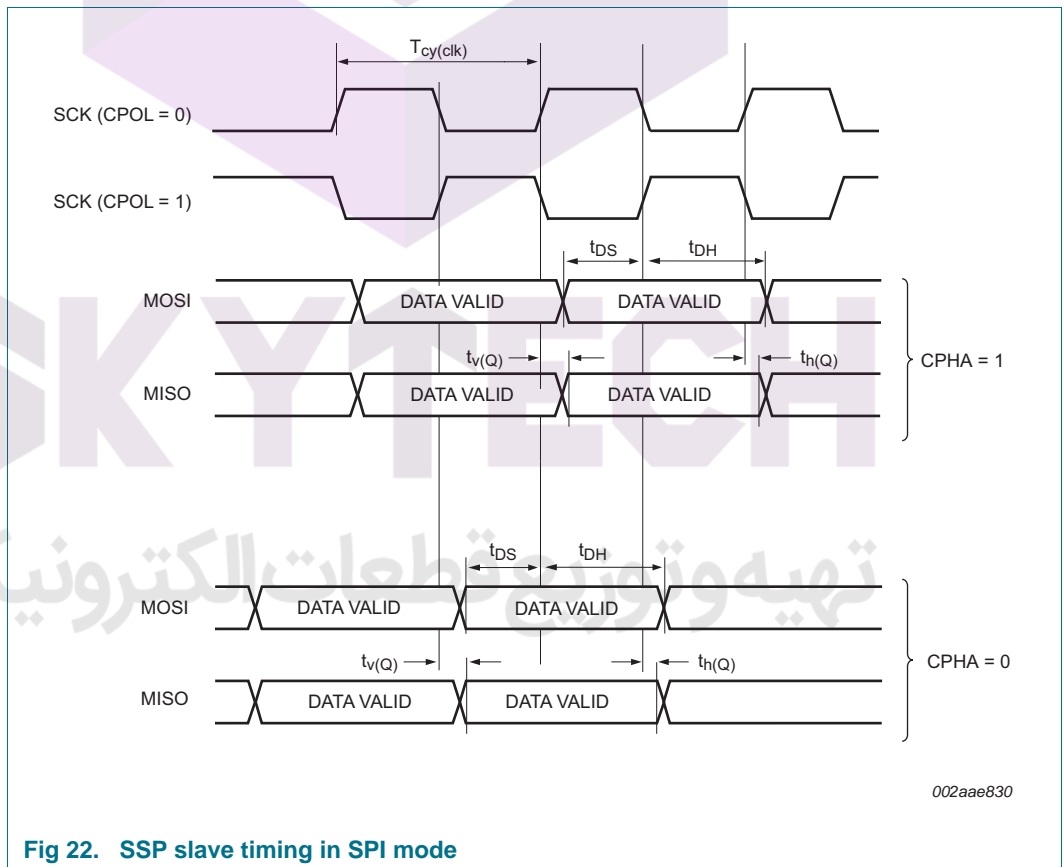 Tcy(clk)
SCK (CPOL = 0)
SCK (CPOL = 1)
tDS
tDH
MOSI
DATA VALID
DATA VALID
tv(Q)
th(Q)
CPHA = 1
MISO
DATA VALID
DATA VALID
SKYTECH
تهیه و توزیع قطعات الکترونیک
tDS
tDH
MOSI
DATA VALID
DATA VALID
tv(Q)
th(Q)
CPHA = 0
MISO
DATA VALID
DATA VALID
002aae830
Fig 22. SSP slave timing in SPI mode